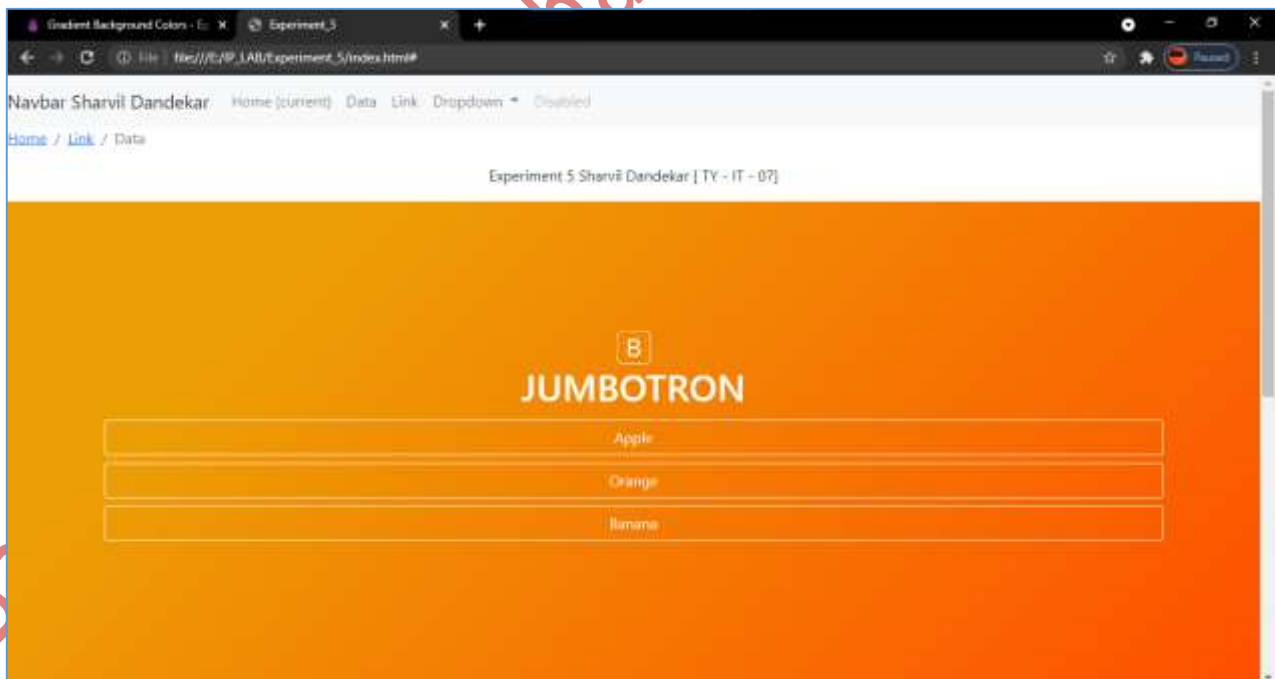 Gradient Background Colors - E Experiment_5
File file:///E:/IP_LAB/Experiment_5/index.html# Paused
Navbar Sharvil Dandekar Home (current) Data Link Dropdown Disabled
Home / Link / Data
Experiment 5 Sharvil Dandekar [ TY - IT - 07]
B
JUMBOTRON
Apple
Orange
Banana